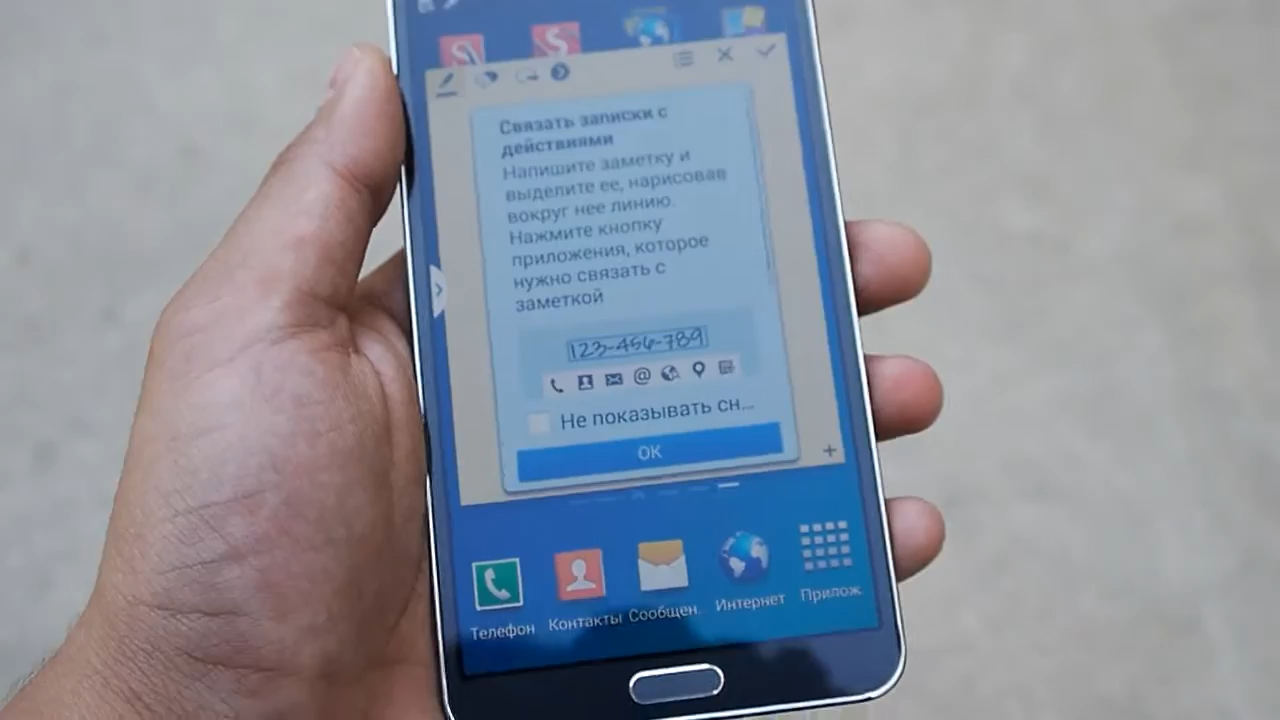 Связать записки с
действиями
Напишите заметку и
выделите ее, нарисовав
вокруг нее линию.
Нажмите кнопку
приложения, которое
нужно связать с
заметкой
123-456-789
Не показывать сн...
OK
Телефон Контакты Сообщен. Интернет Прилож.